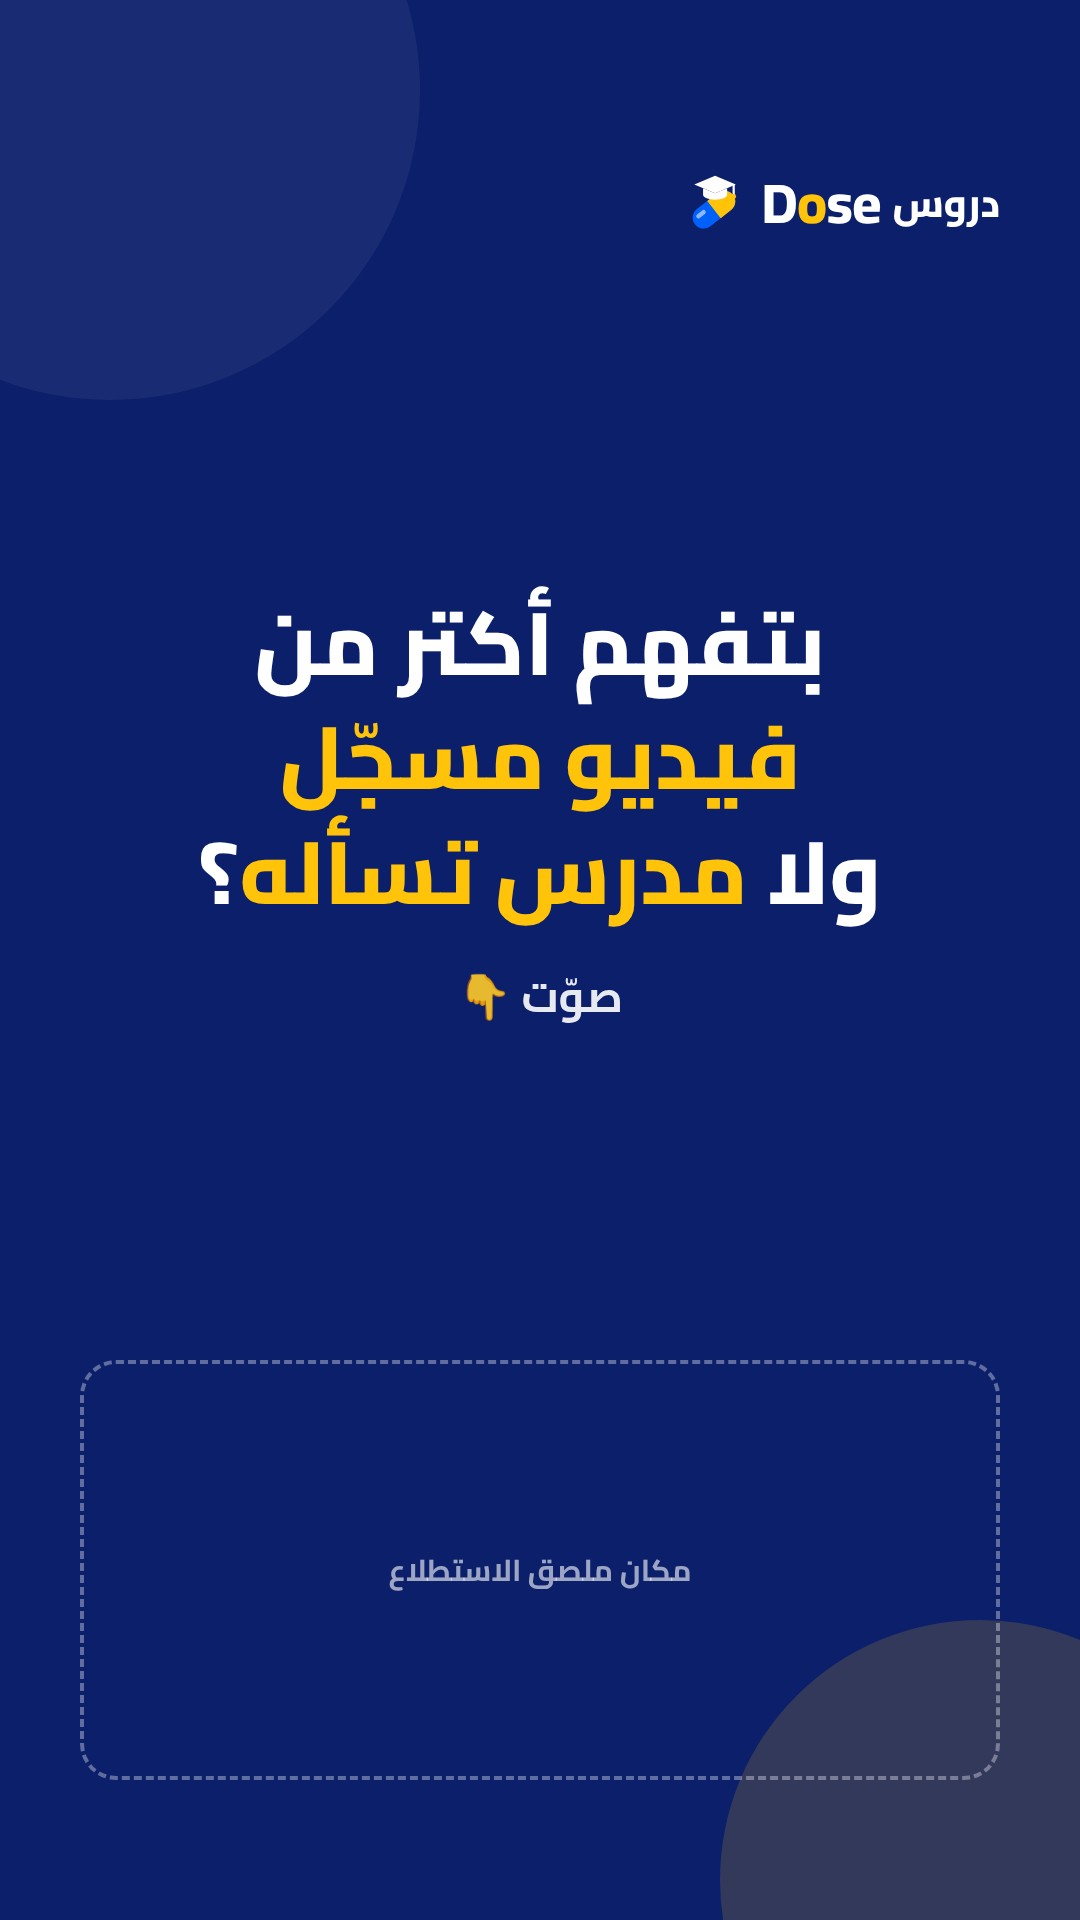 دروس Dose
بتفهم أكتر من
فيديو مسجّل
ولا مدرس تسأله؟
صوّت 👇
مكان ملصق الاستطلاع